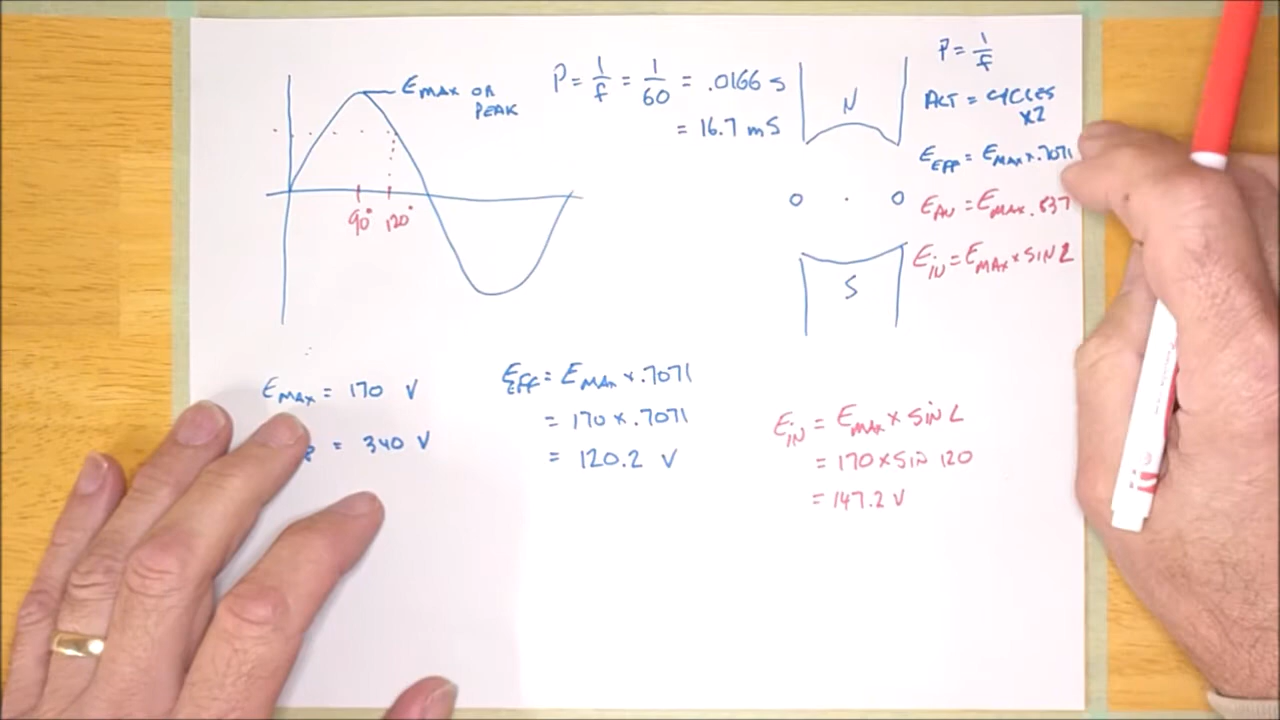 EMAX OR
PEAK
90° 120°
P = 1/f = 1/60 = .0166 s
= 16.7 mS
N
S
P = 1/f
ALT = CYCLES
x2
EEFF = EMAX x .7071
EAV = EMAX x .637
EIN = EMAX x SIN ∠
EMAX = 170 V
= 340 V
EEFF = EMAX x .7071
= 170 x .7071
= 120.2 V
EIN = EMAX x SIN ∠
= 170 x SIN 120
= 147.2 V